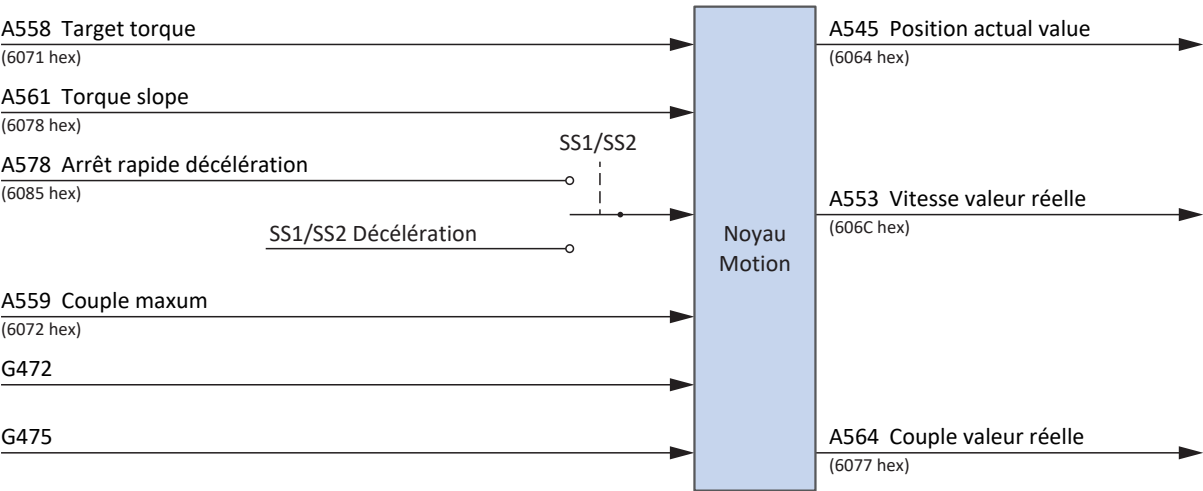 A558 Target torque
(6071 hex)
A561 Torque slope
(6078 hex)
A578 Arrêt rapide décélération
(6085 hex)
SS1/SS2
SS1/SS2 Décélération
A559 Couple maxum
(6072 hex)
G472
G475
Noyau
Motion
A545 Position actual value
(6064 hex)
A553 Vitesse valeur réelle
(606C hex)
A564 Couple valeur réelle
(6077 hex)